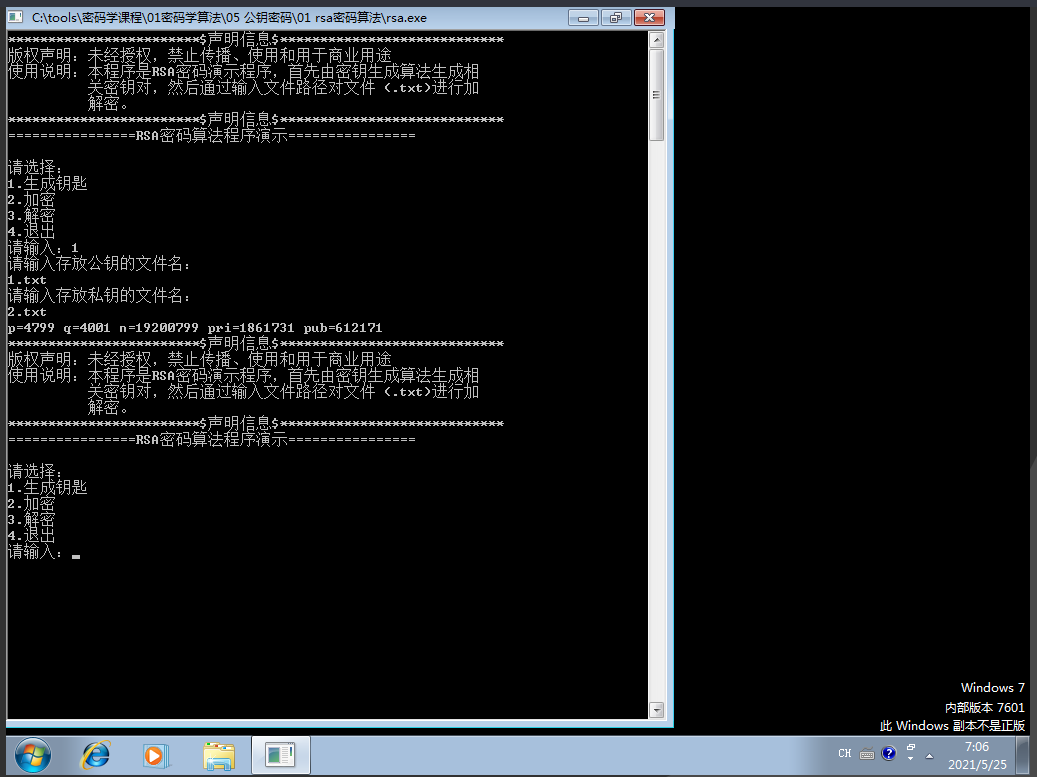 C:\tools\密码学课程\01密码学算法\05 公钥密码\01 rsa密码算法\rsa.exe
************************$声明信息$****************************
版权声明：未经授权，禁止传播、使用和用于商业用途
使用说明：本程序是RSA密码演示程序，首先由密钥生成算法生成相
关密钥对，然后通过输入文件路径对文件（.txt)进行加
解密。
************************$声明信息$****************************
================RSA密码算法程序演示================
请选择：
1.生成钥匙
2.加密
3.解密
4.退出
请输入：1
请输入存放公钥的文件名：
1.txt
请输入存放私钥的文件名：
2.txt
p=4799 q=4001 n=19200799 pri=1861731 pub=612171
************************$声明信息$****************************
版权声明：未经授权，禁止传播、使用和用于商业用途
使用说明：本程序是RSA密码演示程序，首先由密钥生成算法生成相
关密钥对，然后通过输入文件路径对文件（.txt)进行加
解密。
************************$声明信息$****************************
================RSA密码算法程序演示================
请选择：
1.生成钥匙
2.加密
3.解密
4.退出
请输入：
Windows 7
内部版本 7601
此 Windows 副本不是正版
CH
7:06
2021/5/25